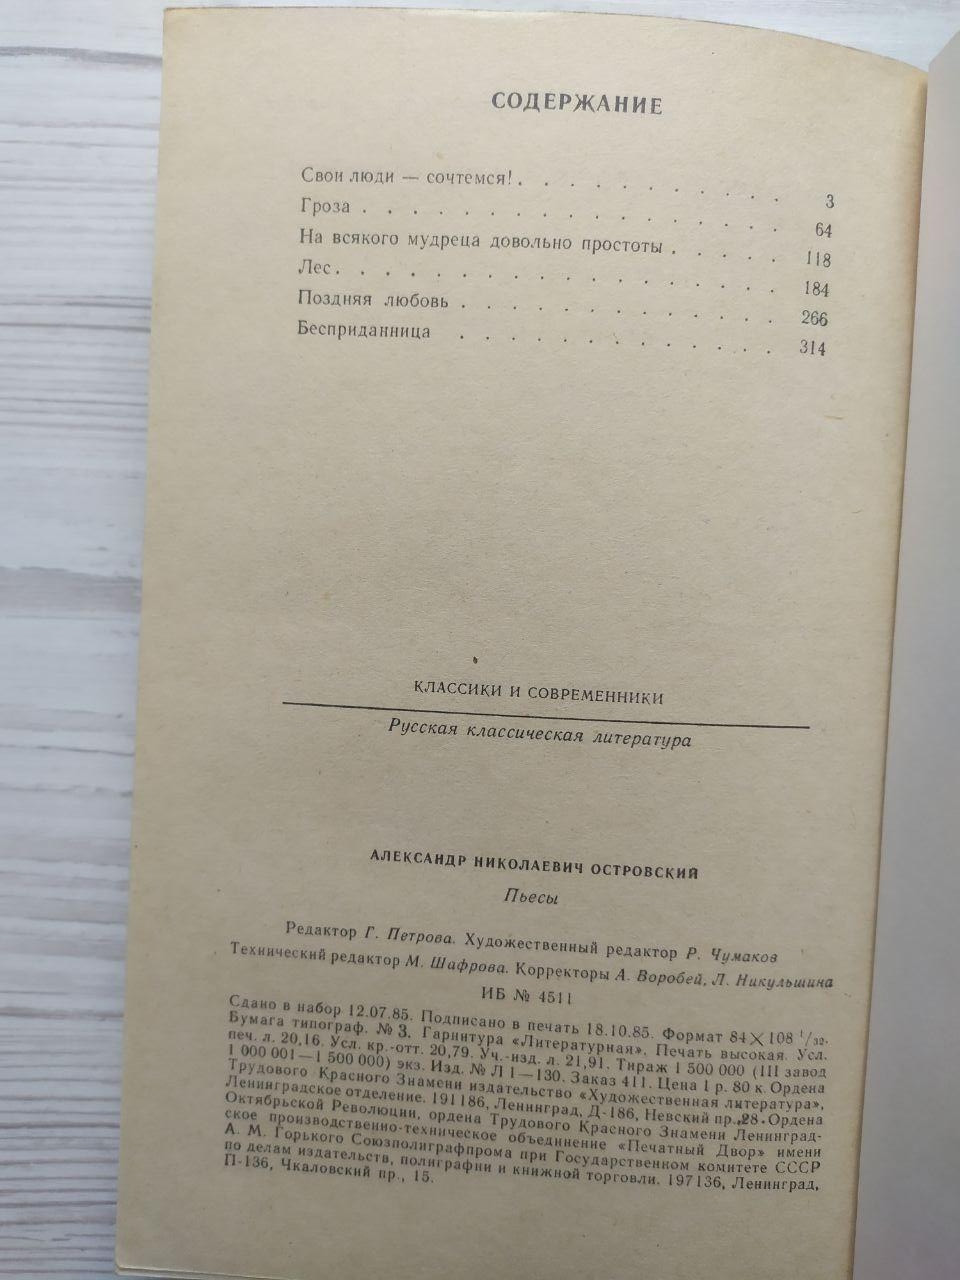 СОДЕРЖАНИЕ
Свои люди — сочтемся! . . . . . . . . . . . 3
Гроза . . . . . . . . . . . . . . . . . 64
На всякого мудреца довольно простоты . . . . . 118
Лес . . . . . . . . . . . . . . . . . . 184
Поздняя любовь . . . . . . . . . . . . . 266
Бесприданница . . . . . . . . . . . . . 314
КЛАССИКИ И СОВРЕМЕННИКИ
Русская классическая литература
АЛЕКСАНДР НИКОЛАЕВИЧ ОСТРОВСКИЙ
Пьесы
Редактор Г. Петрова. Художественный редактор Р. Чумаков
Технический редактор М. Шафрова. Корректоры А. Воробей, Л. Никульшина
ИБ № 4511
Сдано в набор 12.07.85. Подписано в печать 18.10.85. Формат 84×108 1/32.
Бумага типограф. № 3. Гарнитура «Литературная». Печать высокая. Усл.
печ. л. 20,16. Усл. кр.-отт. 20,79. Уч.-изд. л. 21,91. Тираж 1 500 000 (III завод
1 000 001—1 500 000) экз. Изд. № Л 1—130. Заказ 411. Цена 1 р. 80 к. Ордена
Трудового Красного Знамени издательство «Художественная литература»,
Ленинградское отделение. 191186, Ленинград, Д-186, Невский пр., 28. Ордена
Октябрьской Революции, ордена Трудового Красного Знамени Ленинград-
ское производственно-техническое объединение «Печатный Двор» имени
А. М. Горького Союзполиграфпрома при Государственном комитете СССР
по делам издательств, полиграфии и книжной торговли. 197136, Ленинград,
П-136, Чкаловский пр., 15.